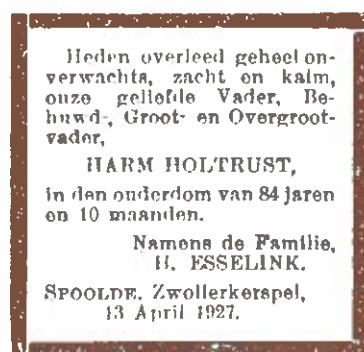 Heden overleed geheel on-
verwachts, zacht en kalm,
onze geliefde Vader, Be-
huwd-, Groot- en Overgroot-
vader,
HARM HOLTRUST,
in den ouderdom van 84 jaren
en 10 maanden.
Namens de Familie,
H. ESSELINK.
SPOOLDE, Zwollerkerspel,
13 April 1927.